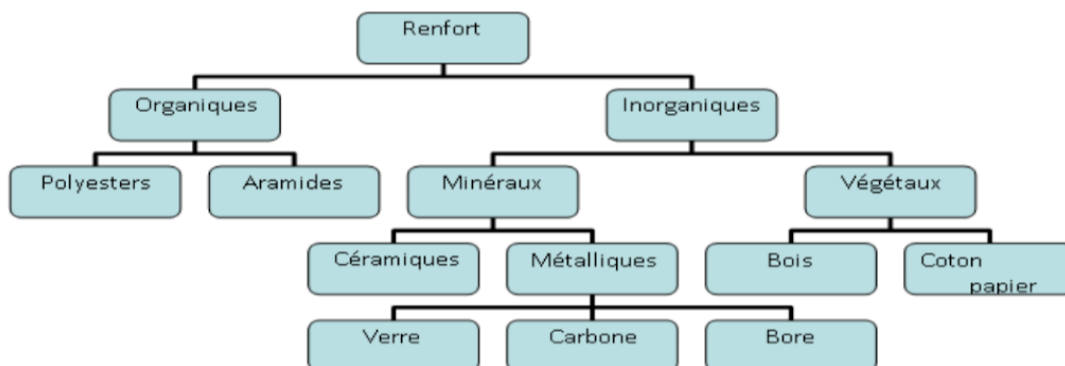 Renfort
Organiques
Inorganiques
Polyesters
Aramides
Minéraux
Végétaux
Céramiques
Métalliques
Bois
Coton
papier
Verre
Carbone
Bore